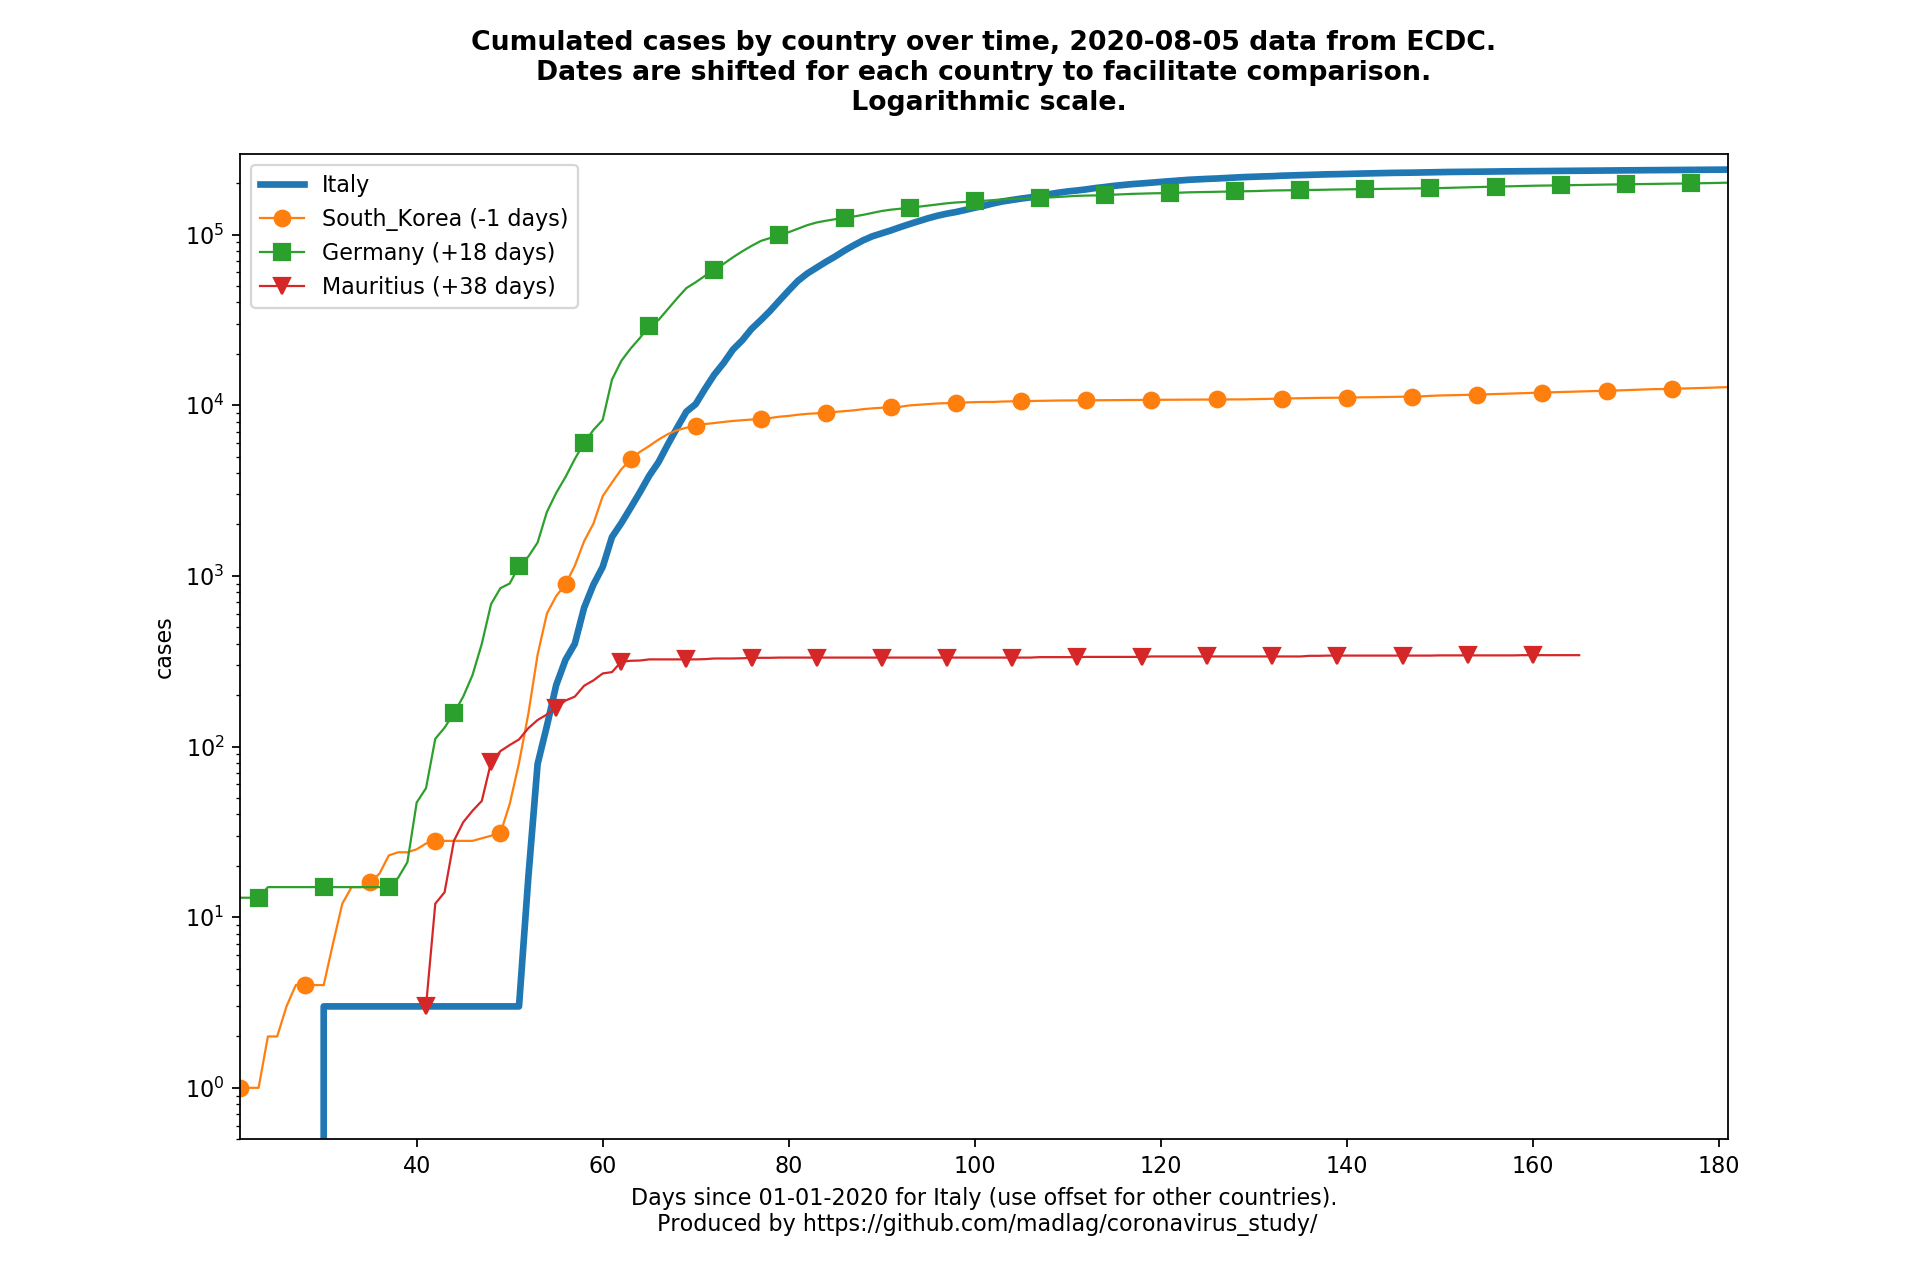 Cumulated cases by country over time, 2020-08-05 data from ECDC.
Dates are shifted for each country to facilitate comparison.
Logarithmic scale.
Italy
South_Korea (-1 days)
Germany (+18 days)
Mauritius (+38 days)
10^5
10^4
10^3
10^2
10^1
10^0
cases
40 60 80 100 120 140 160 180
Days since 01-01-2020 for Italy (use offset for other countries).
Produced by https://github.com/madlag/coronavirus_study/